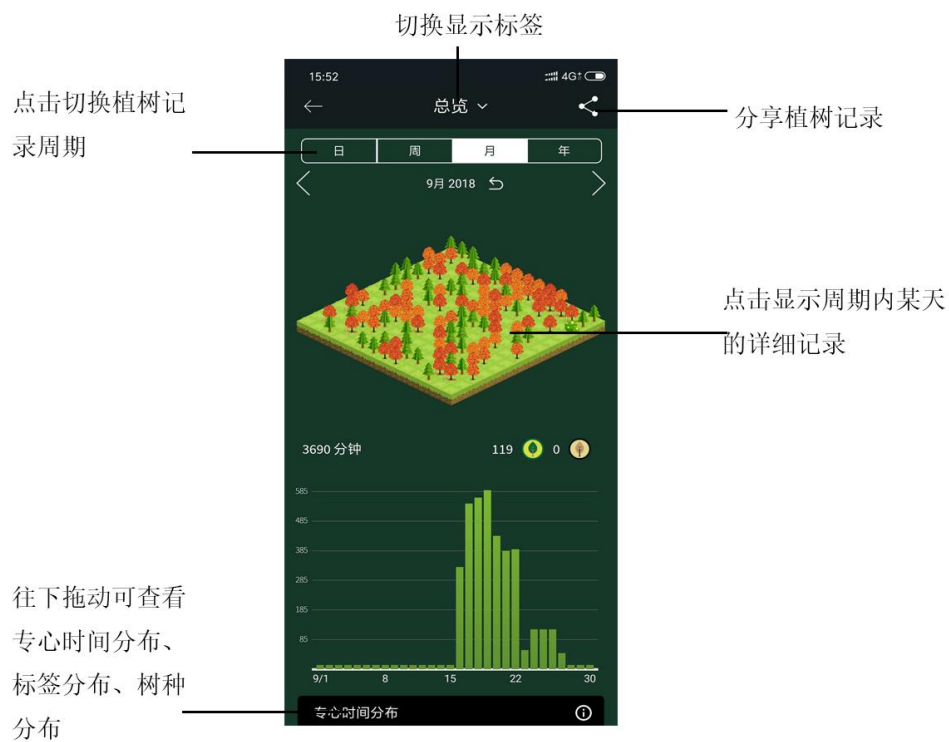 切换显示标签
15:52
4G
点击切换植树记
录周期
总览
分享植树记录
日 周 月 年
9月 2018
点击显示周期内某天
的详细记录
3690 分钟
119 0
585
485
385
285
185
85
9/1 8 15 22 30
往下拖动可查看
专心时间分布、
标签分布、树种
分布
专心时间分布